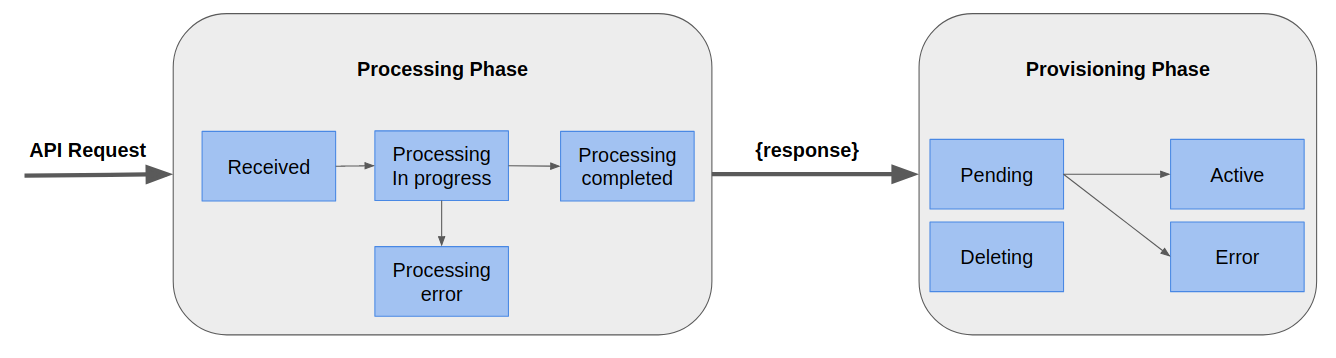 Processing Phase
Provisioning Phase
API Request
{response}
Received
Processing
In progress
Processing
completed
Processing
error
Pending
Active
Deleting
Error